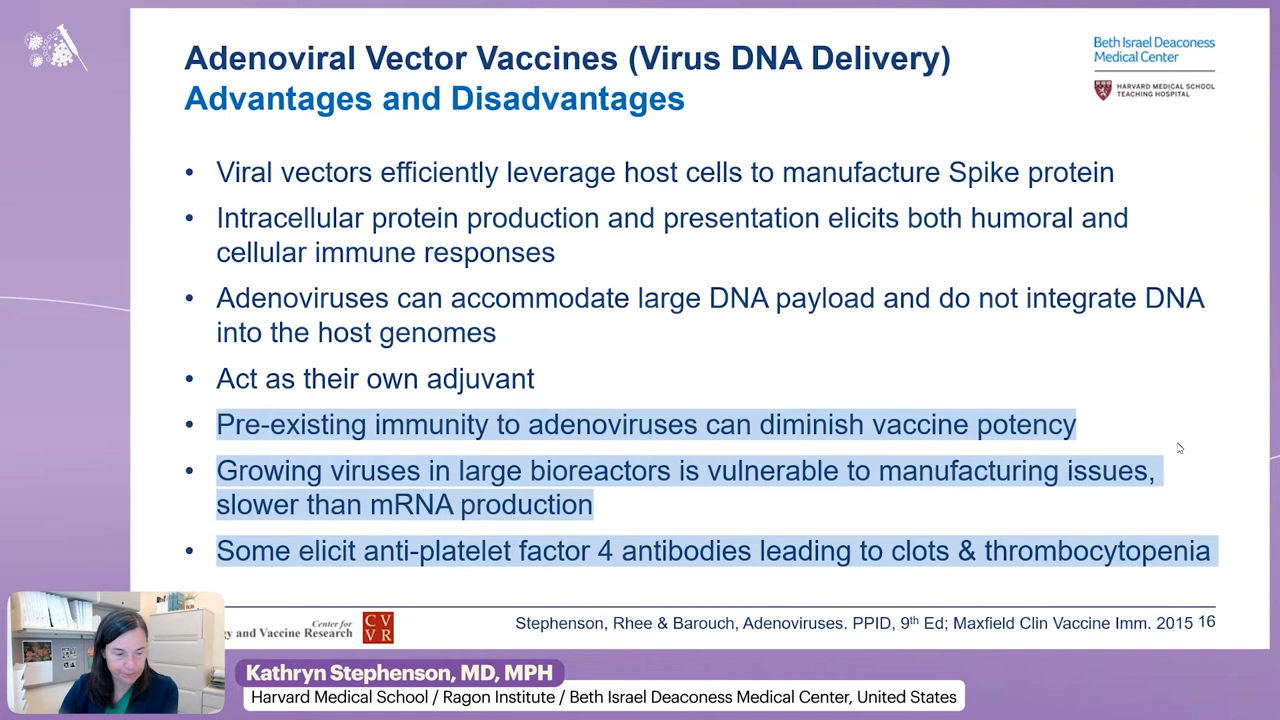 Adenoviral Vector Vaccines (Virus DNA Delivery)
Advantages and Disadvantages
Beth Israel Deaconess
Medical Center
HARVARD MEDICAL SCHOOL
TEACHING HOSPITAL
• Viral vectors efficiently leverage host cells to manufacture Spike protein
• Intracellular protein production and presentation elicits both humoral and
cellular immune responses
• Adenoviruses can accommodate large DNA payload and do not integrate DNA
into the host genomes
• Act as their own adjuvant
• Pre-existing immunity to adenoviruses can diminish vaccine potency
• Growing viruses in large bioreactors is vulnerable to manufacturing issues,
slower than mRNA production
• Some elicit anti-platelet factor 4 antibodies leading to clots & thrombocytopenia
Center for
gy and Vaccine Research
C V
V R
Stephenson, Rhee & Barouch, Adenoviruses. PPID, 9th Ed; Maxfield Clin Vaccine Imm. 2015 16
Kathryn Stephenson, MD, MPH
Harvard Medical School / Ragon Institute / Beth Israel Deaconess Medical Center, United States